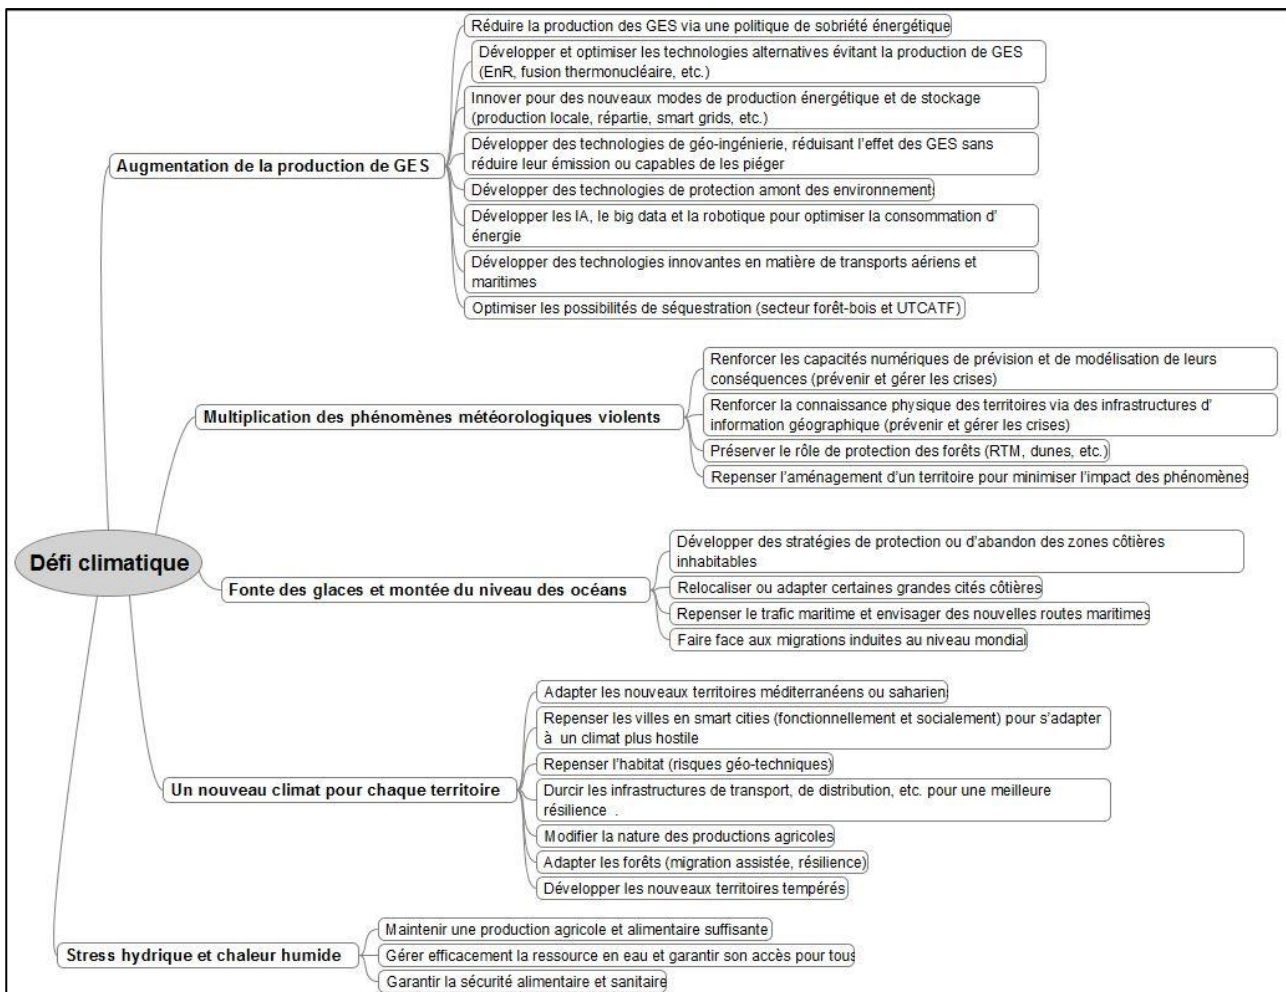 Réduire la production des GES via une politique de sobriété énergétique
Développer et optimiser les technologies alternatives évitant la production de GES
(EnR, fusion thermonucléaire, etc.)
Innover pour des nouveaux modes de production énergétique et de stockage
(production locale, répartie, smart grids, etc.)
Développer des technologies de géo-ingénierie, réduisant l'effet des GES sans
réduire leur émission ou capables de les piéger
Augmentation de la production de GES
Développer des technologies de protection amont des environnement
Développer les IA, le big data et la robotique pour optimiser la consommation d'
énergie
Développer des technologies innovantes en matière de transports aériens et
maritimes
Optimiser les possibilités de séquestration (secteur forêt-bois et UTCATF)
Renforcer les capacités numériques de prévision et de modélisation de leurs
conséquences (prévenir et gérer les crises)
Multiplication des phénomènes météorologiques violents
Renforcer la connaissance physique des territoires via des infrastructures d'
information géographique (prévenir et gérer les crises)
Préserver le rôle de protection des forêts (RTM, dunes, etc.)
Repenser l'aménagement d'un territoire pour minimiser l'impact des phénomènes
Défi climatique
Développer des stratégies de protection ou d'abandon des zones côtières
inhabitables
Fonte des glaces et montée du niveau des océans
Relocaliser ou adapter certaines grandes cités côtières
Repenser le trafic maritime et envisager des nouvelles routes maritimes
Faire face aux migrations induites au niveau mondial
Adapter les nouveaux territoires méditerranéens ou saharien
Repenser les villes en smart cities (fonctionnellement et socialement) pour s'adapter
à un climat plus hostile
Repenser l'habitat (risques géo-techniques)
Un nouveau climat pour chaque territoire
Durcir les infrastructures de transport, de distribution, etc. pour une meilleure
résilience .
Modifier la nature des productions agricoles
Adapter les forêts (migration assistée, résilience)
Développer les nouveaux territoires tempérés
Stress hydrique et chaleur humide
Maintenir une production agricole et alimentaire suffisante
Gérer efficacement la ressource en eau et garantir son accès pour tous
Garantir la sécurité alimentaire et sanitaire